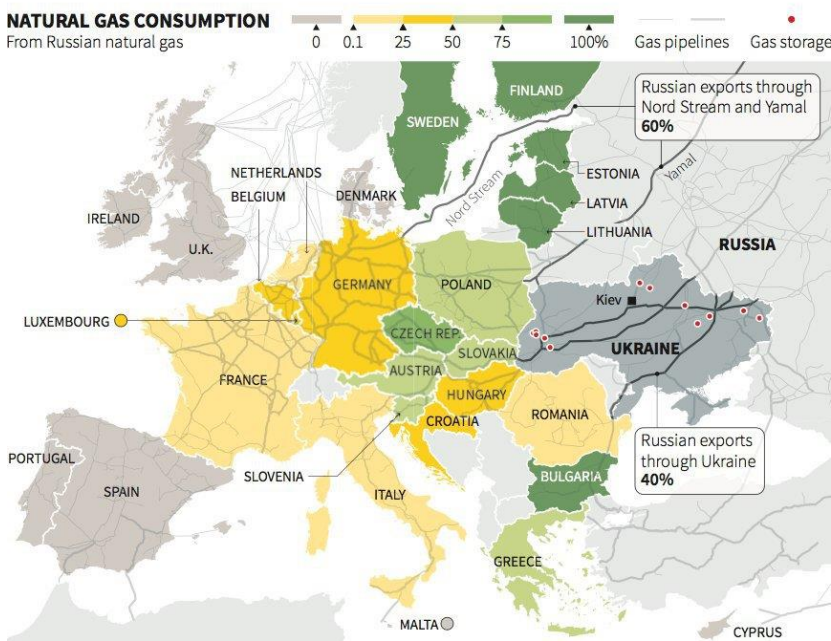 NATURAL GAS CONSUMPTION
From Russian natural gas
0 0.1 25 50 75 100%
Gas pipelines
Gas storage
FINLAND
SWEDEN
Russian exports through
Nord Stream and Yamal
60%
NETHERLANDS
BELGIUM
DENMARK
ESTONIA
Yamal
Nord Stream
LATVIA
IRELAND
U.K.
LITHUANIA
RUSSIA
GERMANY
POLAND
Kiev
LUXEMBOURG
CZECH REP.
UKRAINE
SLOVAKIA
AUSTRIA
FRANCE
HUNGARY
ROMANIA
CROATIA
Russian exports
through Ukraine
40%
PORTUGAL
SPAIN
SLOVENIA
ITALY
BULGARIA
GREECE
MALTA
CYPRUS